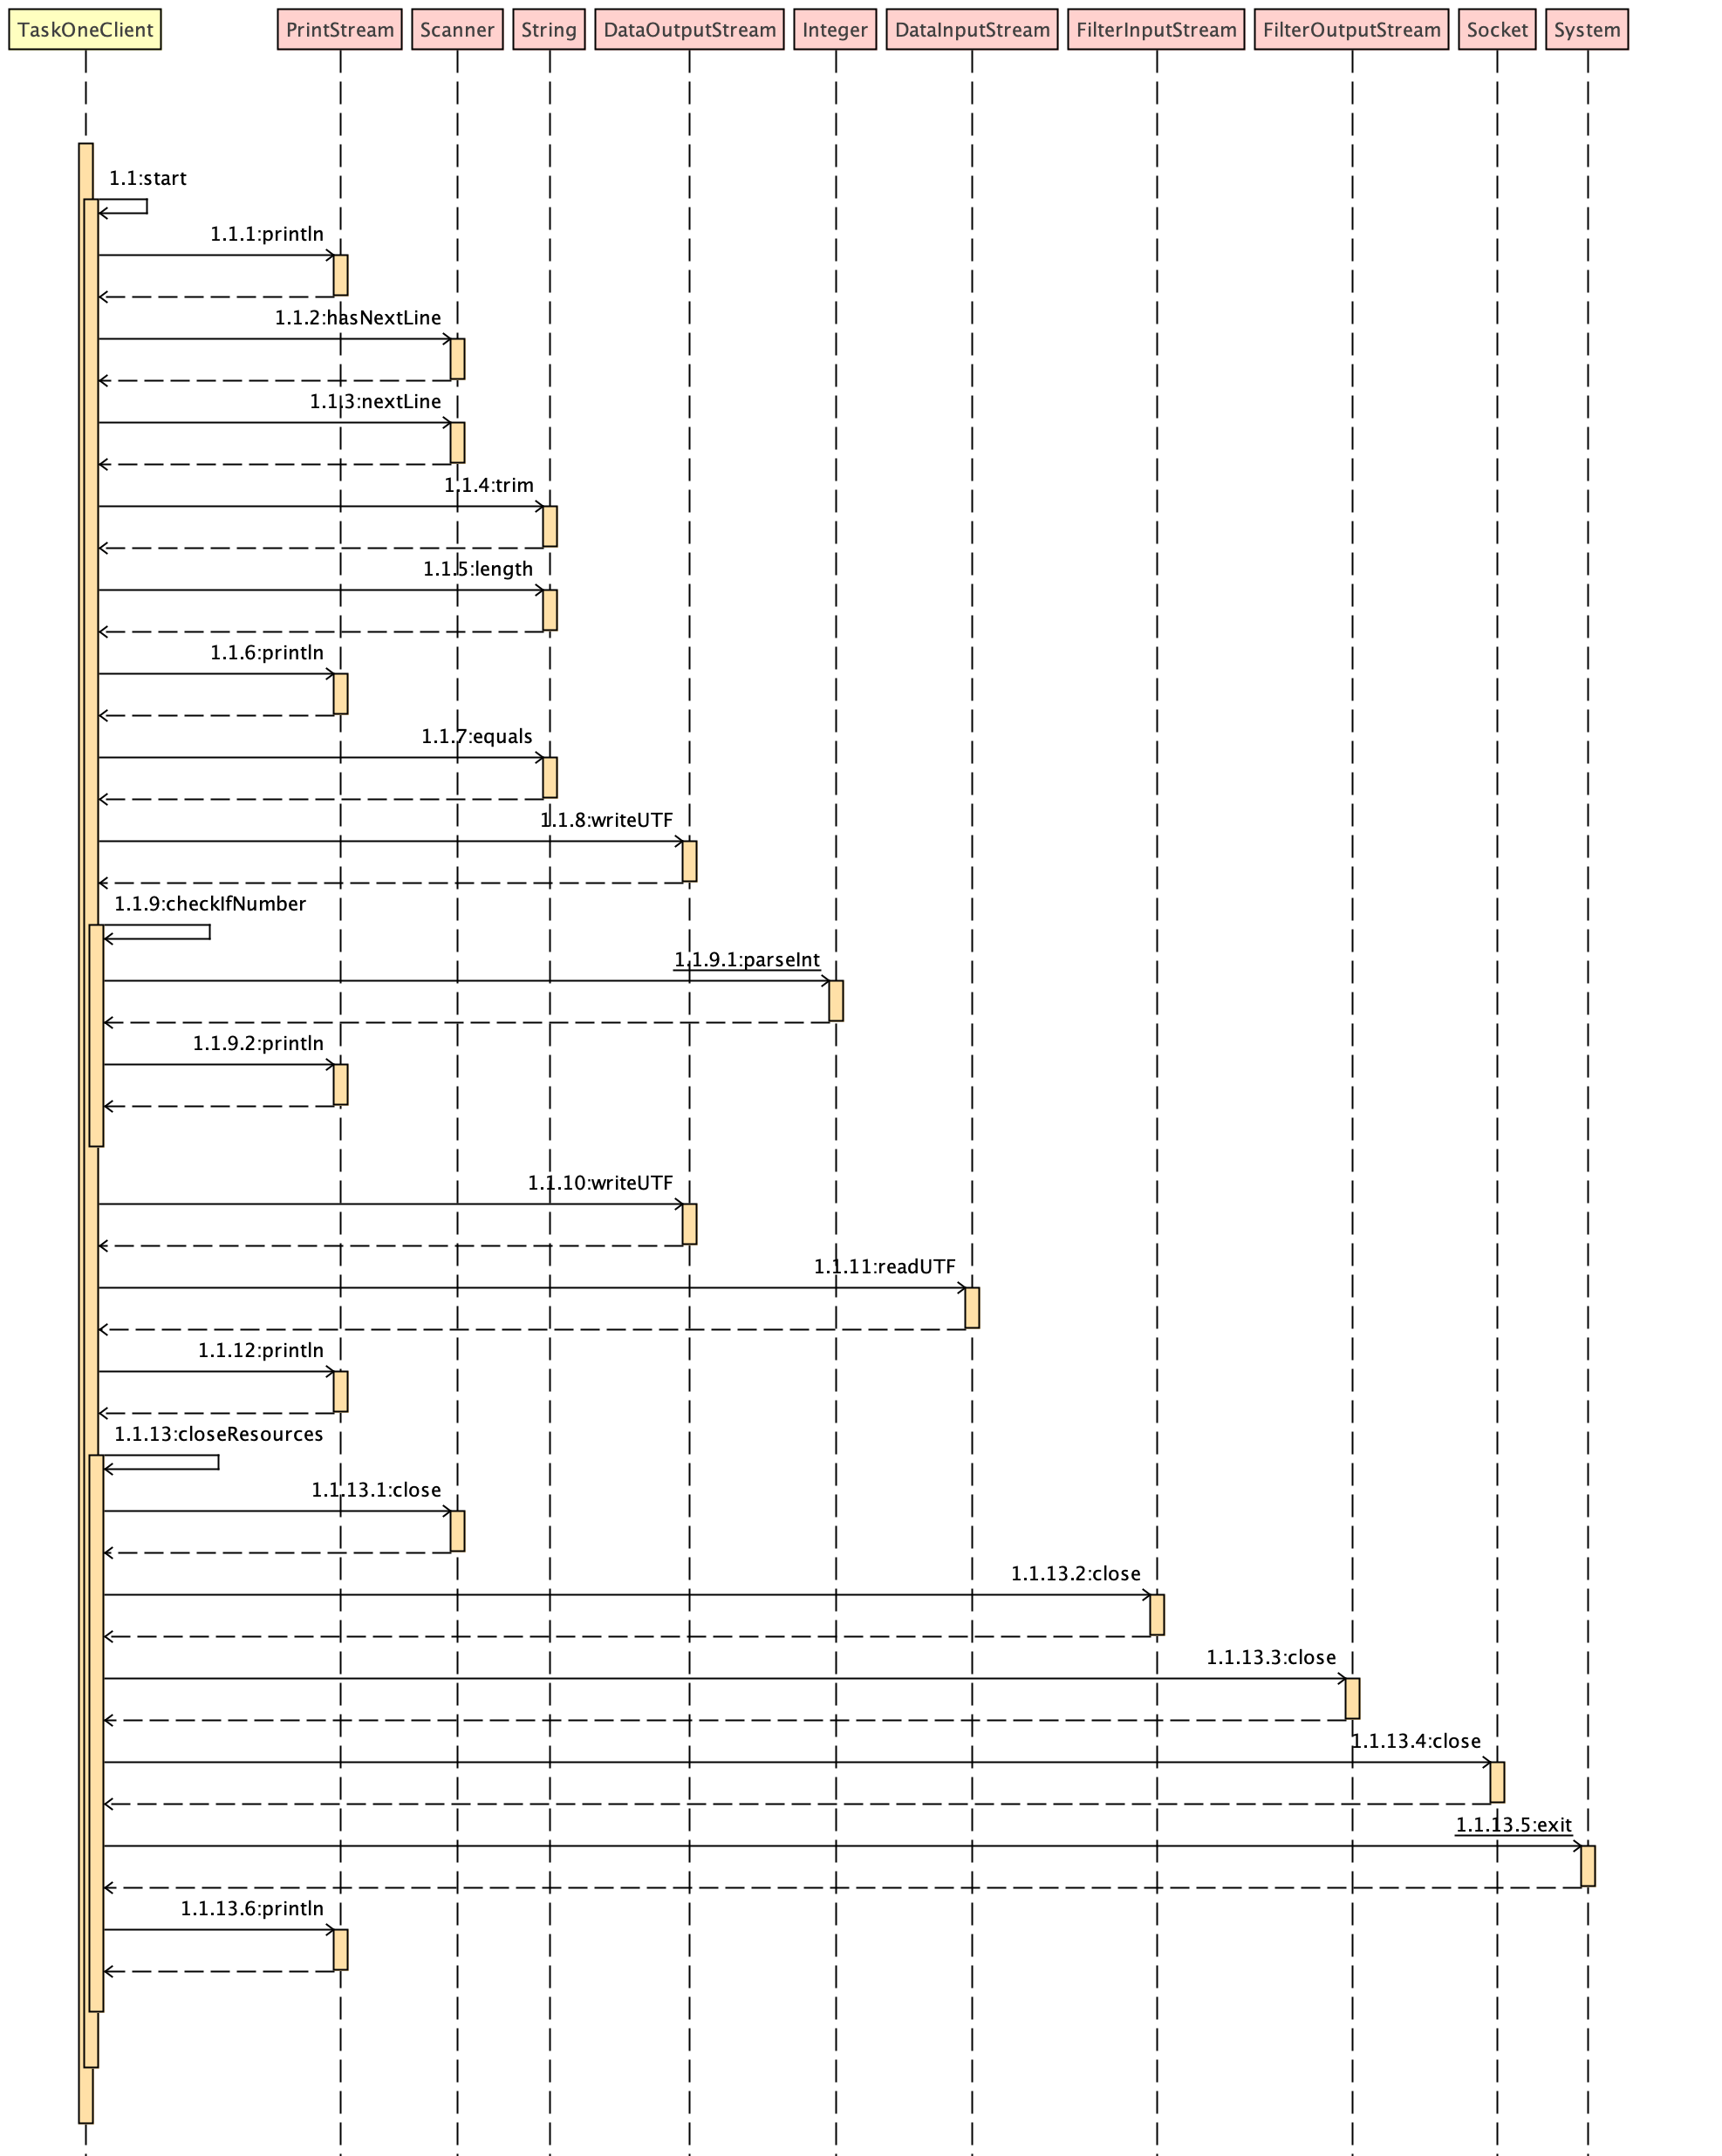 TaskOneClient
PrintStream
Scanner
String
DataOutputStream
Integer
DataInputStream
FilterInputStream
FilterOutputStream
Socket
System
1.1:start
1.1.1:println
1.1.2:hasNextLine
1.1.3:nextLine
1.1.4:trim
1.1.5:length
1.1.6:println
1.1.7:equals
1.1.8:writeUTF
1.1.9:checkIfNumber
1.1.9.1:parseInt
1.1.9.2:println
1.1.10:writeUTF
1.1.11:readUTF
1.1.12:println
1.1.13:closeResources
1.1.13.1:close
1.1.13.2:close
1.1.13.3:close
1.1.13.4:close
1.1.13.5:exit
1.1.13.6:println